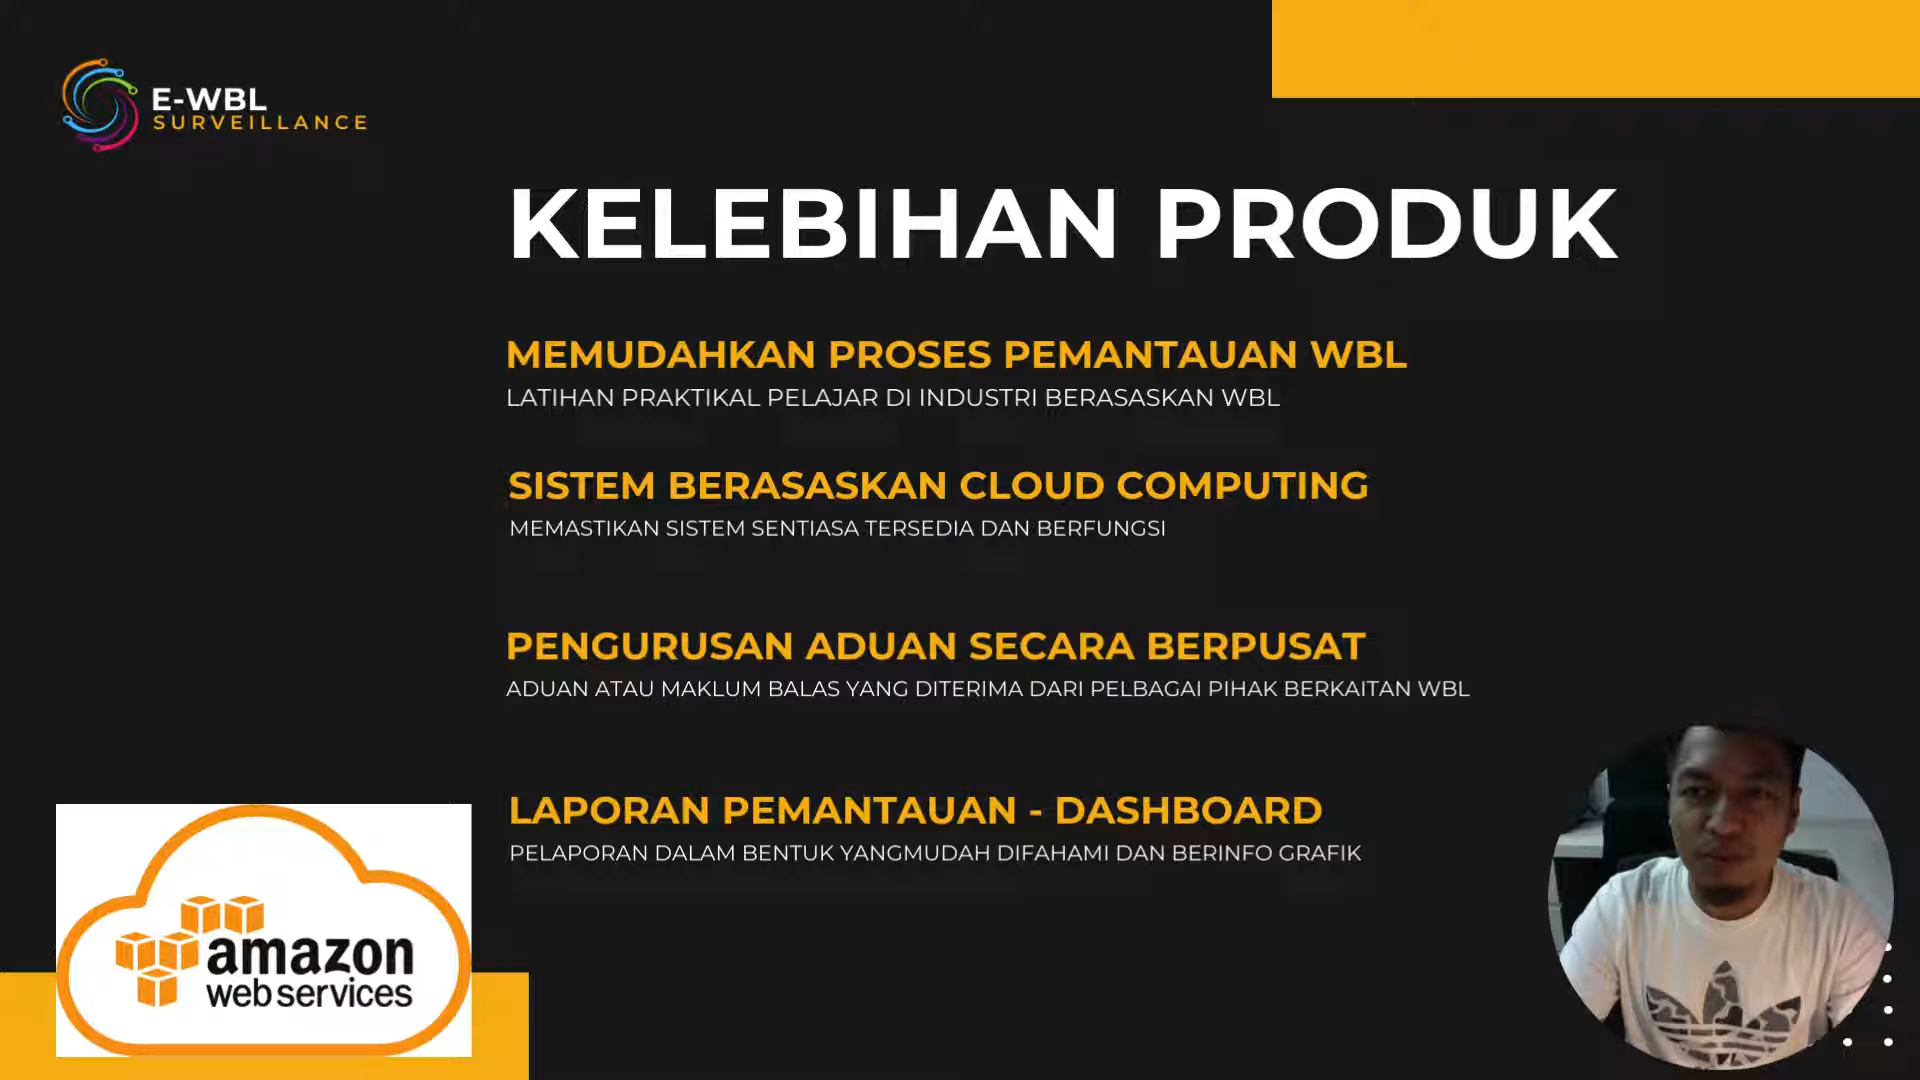 E-WBL
SURVEILLANCE
KELEBIHAN PRODUK
MEMUDAHKAN PROSES PEMANTAUAN WBL
LATIHAN PRAKTIKAL PELAJAR DI INDUSTRI BERASASKAN WBL
SISTEM BERASASKAN CLOUD COMPUTING
MEMASTIKAN SISTEM SENTIASA TERSEDIA DAN BERFUNGSI
PENGURUSAN ADUAN SECARA BERPUSAT
ADUAN ATAU MAKLUM BALAS YANG DITERIMA DARI PELBAGAI PIHAK BERKAITAN WBL
LAPORAN PEMANTAUAN - DASHBOARD
PELAPORAN DALAM BENTUK YANGMUDAH DIFAHAMI DAN BERINFO GRAFIK
amazon
web services